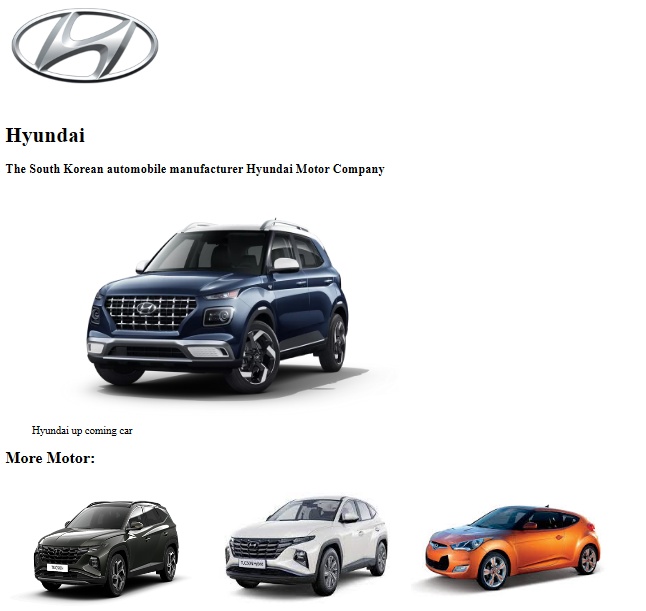 Hyundai
The South Korean automobile manufacturer Hyundai Motor Company
Hyundai up coming car
More Motor: